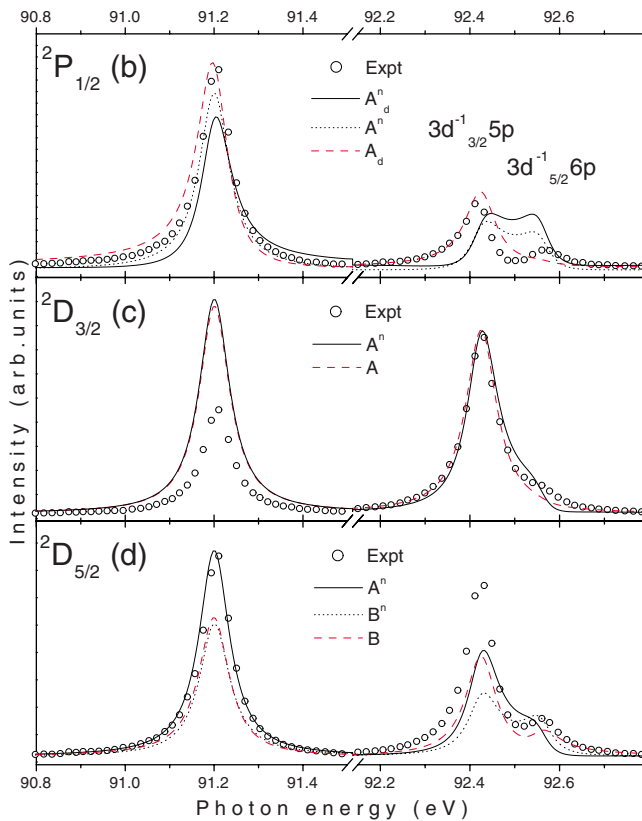 90.8 91.0 91.2 91.4 92.2 92.4 92.6
²P₁/₂ (b)
Expt
Aⁿ_d
Aⁿ
A_d
3d⁻¹₃/₂5p
3d⁻¹₅/₂6p
²D₃/₂ (c)
Expt
Aⁿ
A
²D₅/₂ (d)
Expt
Aⁿ
Bⁿ
B
Intensity (arb.units)
90.8 91.0 91.2 91.4 92.2 92.4 92.6
Photon energy (eV)